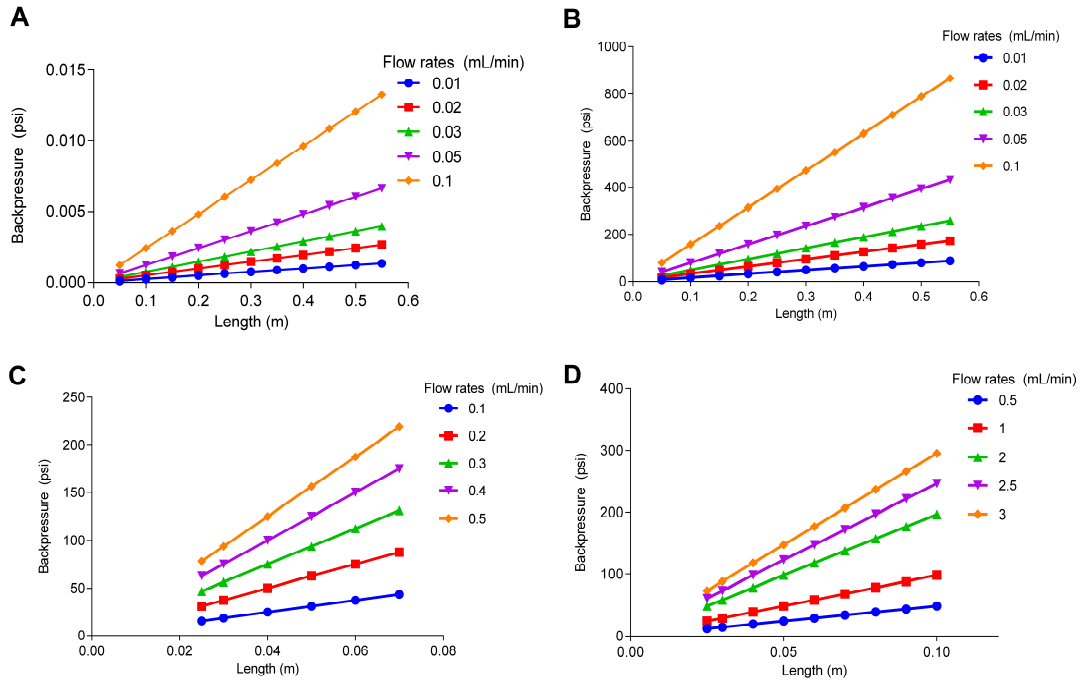 A
Flow rates (mL/min)
0.01
0.02
0.03
0.05
0.1
Backpressure (psi)
0.015
0.010
0.005
0.000
0.0 0.1 0.2 0.3 0.4 0.5 0.6
Length (m)
B
Flow rates (mL/min)
0.01
0.02
0.03
0.05
0.1
Backpressure (psi)
1000
800
600
400
200
0
0.0 0.1 0.2 0.3 0.4 0.5 0.6
Length (m)
C
Flow rates (mL/min)
0.1
0.2
0.3
0.4
0.5
Backpressure (psi)
250
200
150
100
50
0
0.00 0.02 0.04 0.06 0.08
Length (m)
D
Flow rates (mL/min)
0.5
1
2
2.5
3
Backpressure (psi)
400
300
200
100
0
0.00 0.05 0.10
Length (m)